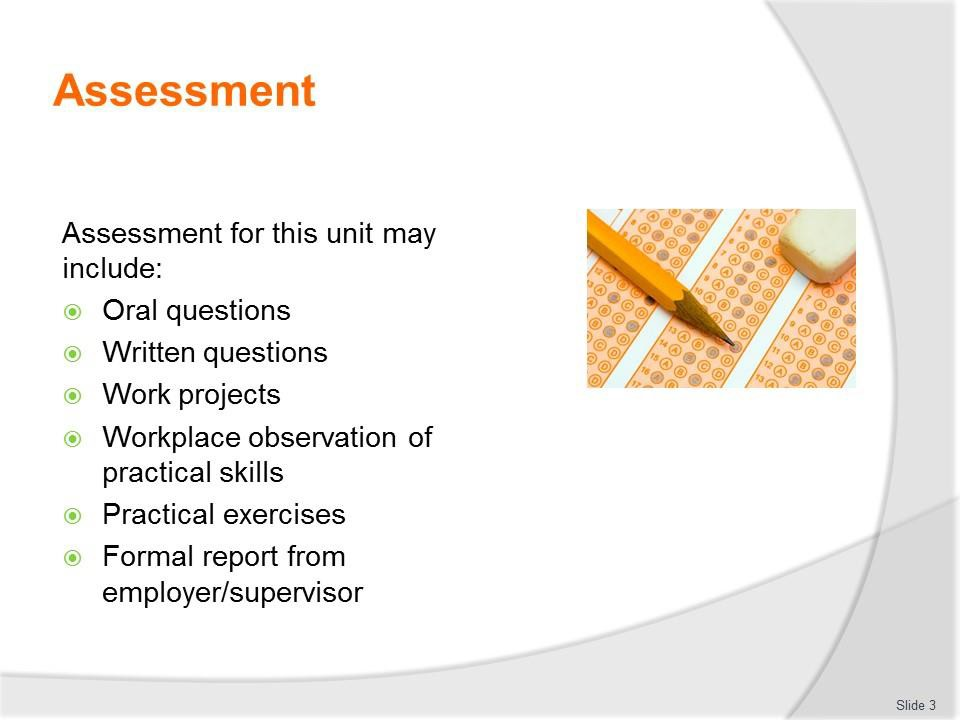 Assessment
Assessment for this unit may
include:
Oral questions
Written questions
Work projects
Workplace observation of
practical skills
Practical exercises
Formal report from
employer/supervisor
Slide 3